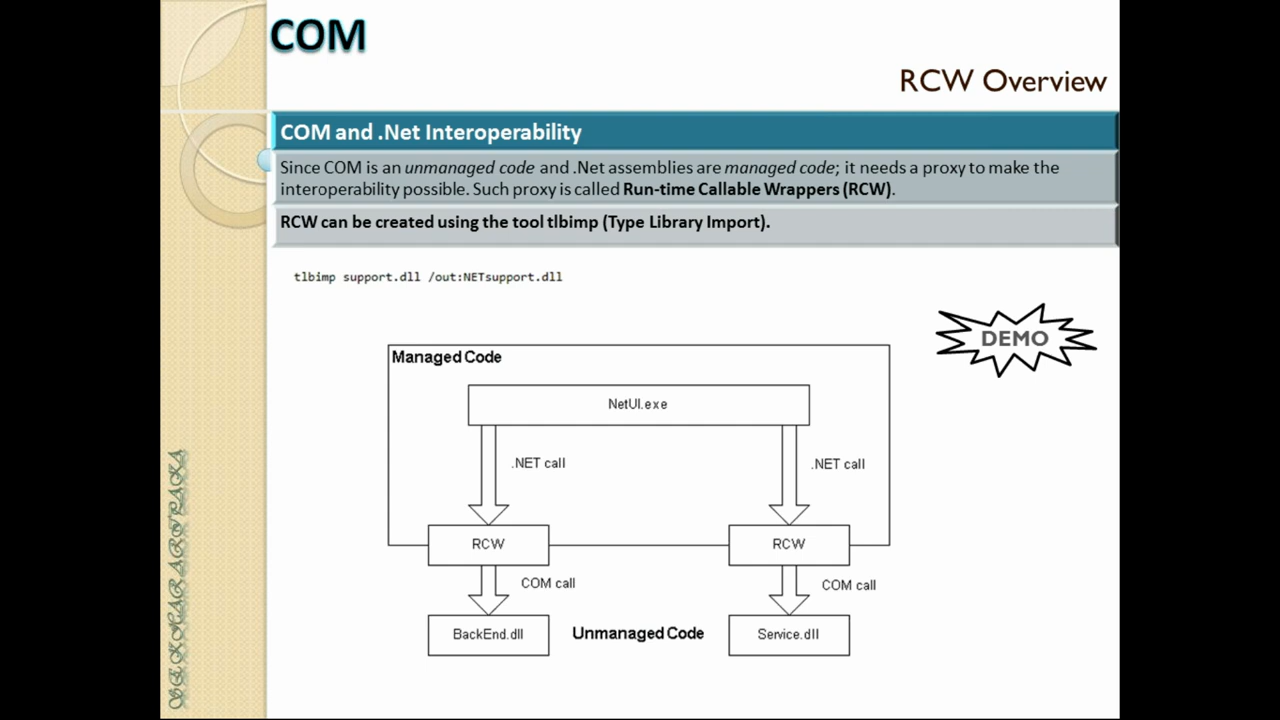 COM
RCW Overview
COM and .Net Interoperability
Since COM is an unmanaged code and .Net assemblies are managed code; it needs a proxy to make the
interoperability possible. Such proxy is called Run-time Callable Wrappers (RCW).
RCW can be created using the tool tlbimp (Type Library Import).
tlbimp support.dll /out:NETsupport.dll
DEMO
Managed Code
NetUI.exe
.NET call
.NET call
RCW
RCW
COM call
COM call
BackEnd.dll
Unmanaged Code
Service.dll